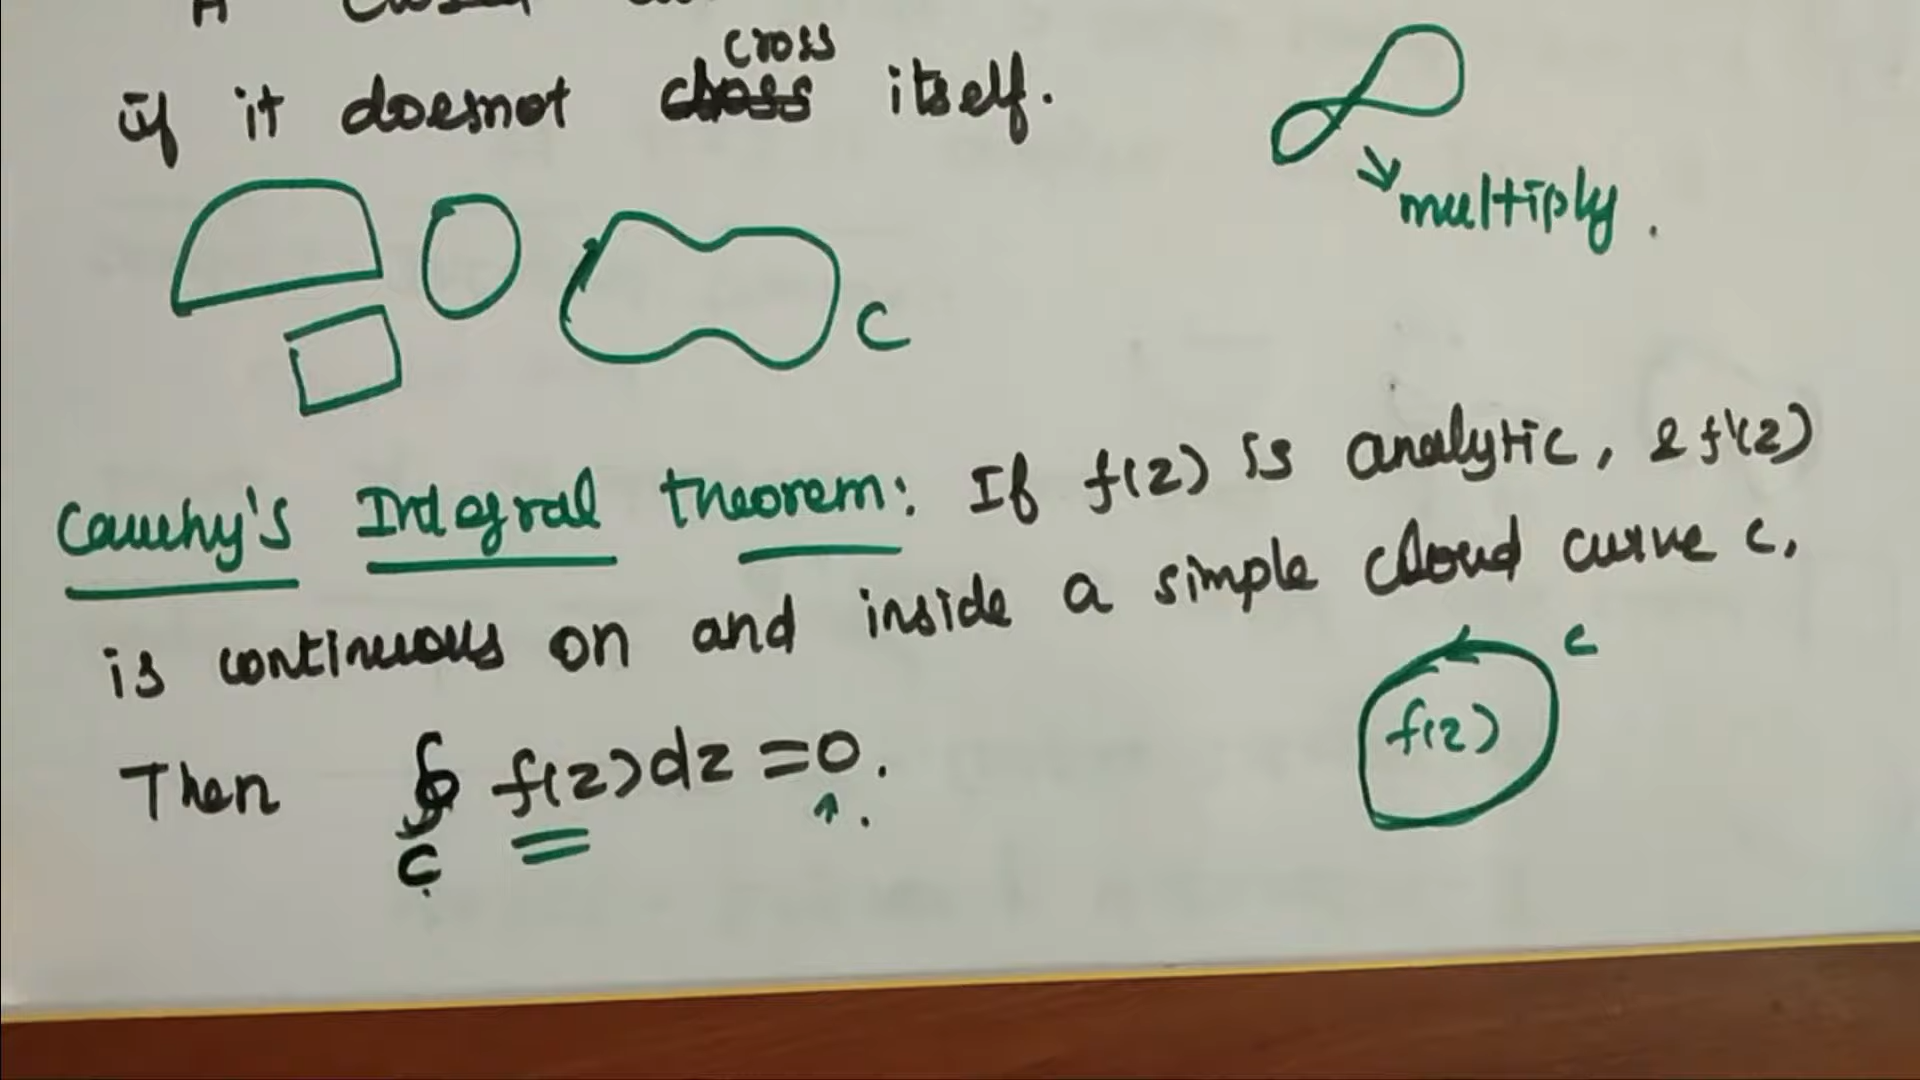 if it doesnot cross itself.
multiply.
C
Cauchy's Integral theorem: If f(z) is analytic, & f'(z)
is continuous on and inside a simple closed curve c,
c
f(z)
Then ∮ f(z)dz = 0.
C